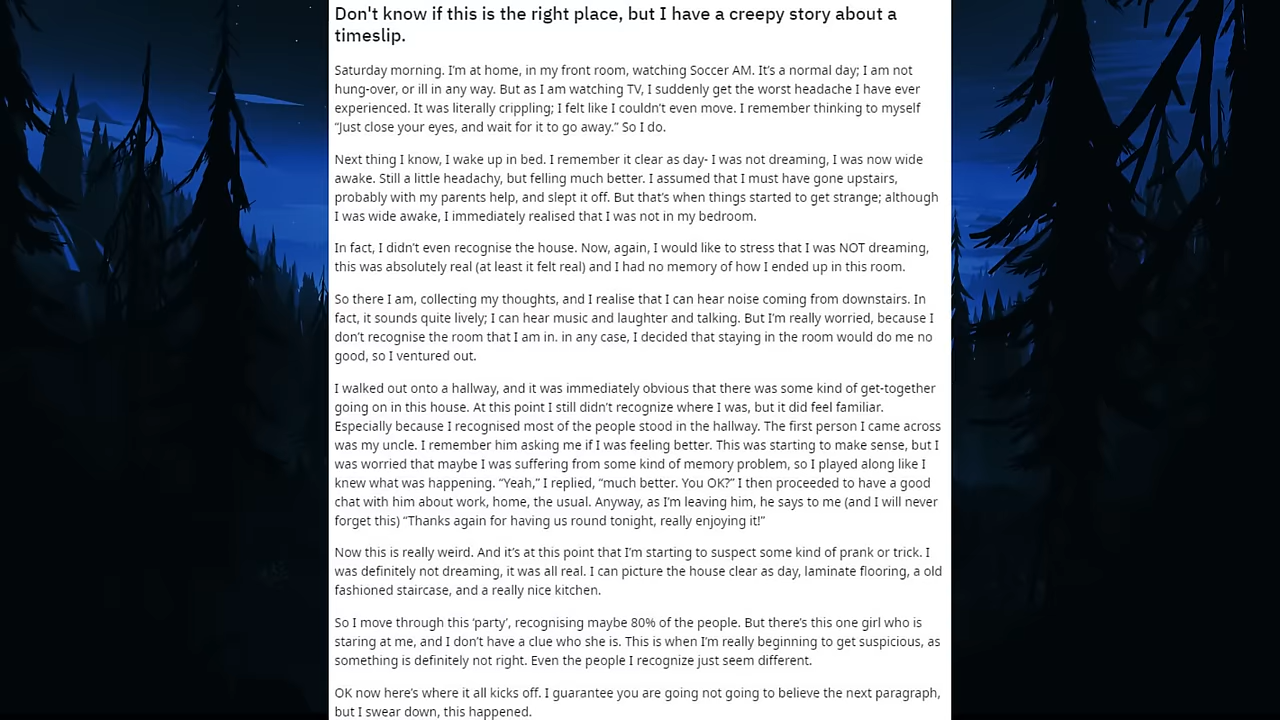 Don't know if this is the right place, but I have a creepy story about a
timeslip.
Saturday morning. I'm at home, in my front room, watching Soccer AM. It's a normal day; I am not
hung-over, or ill in any way. But as I am watching TV, I suddenly get the worst headache I have ever
experienced. It was literally crippling; I felt like I couldn't even move. I remember thinking to myself
“Just close your eyes, and wait for it to go away.” So I do.
Next thing I know, I wake up in bed. I remember it clear as day- I was not dreaming, I was now wide
awake. Still a little headachy, but felling much better. I assumed that I must have gone upstairs,
probably with my parents help, and slept it off. But that's when things started to get strange; although
I was wide awake, I immediately realised that I was not in my bedroom.
In fact, I didn't even recognise the house. Now, again, I would like to stress that I was NOT dreaming,
this was absolutely real (at least it felt real) and I had no memory of how I ended up in this room.
So there I am, collecting my thoughts, and I realise that I can hear noise coming from downstairs. In
fact, it sounds quite lively; I can hear music and laughter and talking. But I'm really worried, because I
don't recognise the room that I am in. in any case, I decided that staying in the room would do me no
good, so I ventured out.
I walked out onto a hallway, and it was immediately obvious that there was some kind of get-together
going on in this house. At this point I still didn't recognize where I was, but it did feel familiar.
Especially because I recognised most of the people stood in the hallway. The first person I came across
was my uncle. I remember him asking me if I was feeling better. This was starting to make sense, but I
was worried that maybe I was suffering from some kind of memory problem, so I played along like I
knew what was happening. “Yeah,” I replied, “much better. You OK?” I then proceeded to have a good
chat with him about work, home, the usual. Anyway, as I'm leaving him, he says to me (and I will never
forget this) “Thanks again for having us round tonight, really enjoying it!”
Now this is really weird. And it's at this point that I'm starting to suspect some kind of prank or trick. I
was definitely not dreaming, it was all real. I can picture the house clear as day, laminate flooring, a old
fashioned staircase, and a really nice kitchen.
So I move through this ‘party’, recognising maybe 80% of the people. But there's this one girl who is
staring at me, and I don't have a clue who she is. This is when I'm really beginning to get suspicious, as
something is definitely not right. Even the people I recognize just seem different.
OK now here's where it all kicks off. I guarantee you are going not going to believe the next paragraph,
but I swear down, this happened.